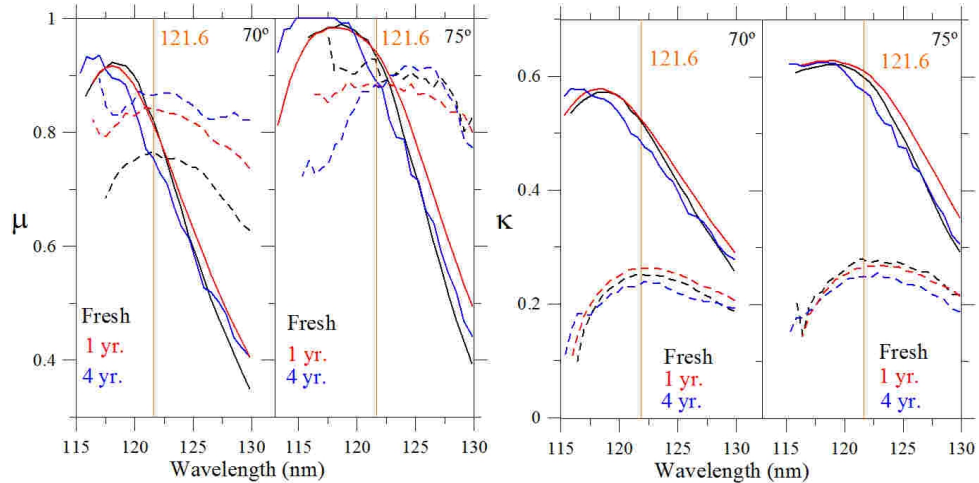 121.6 70º 121.6 75º
1
0.8
μ
0.6
0.4
Fresh
1 yr.
4 yr.
Fresh
1 yr.
4 yr.
115 120 125 130 120 125 130
Wavelength (nm)
0.6
0.4
κ
0.2
0
70º
121.6
75º
121.6
Fresh
1 yr.
4 yr.
Fresh
1 yr.
4 yr.
115 120 125 130 120 125 130
Wavelength (nm)